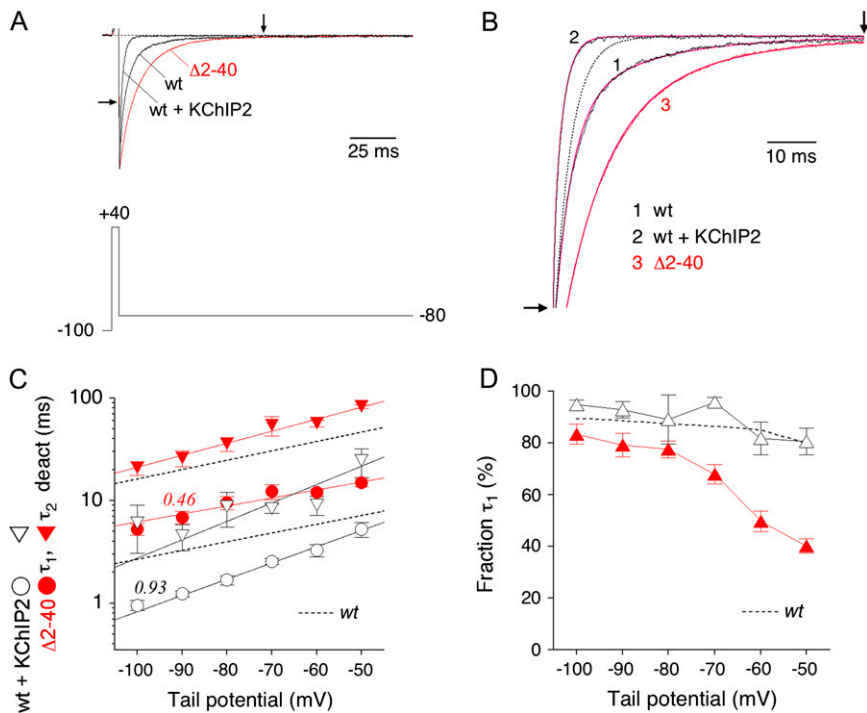 A
wt
Δ2-40
wt + KChIP2
25 ms
+40
-100
-80
B
2
1
3
10 ms
1 wt
2 wt + KChIP2
3 Δ2-40
C
wt + KChIP2
Δ2-40 τ1, τ2 deact (ms)
100
10
1
0.46
0.93
wt
-100 -90 -80 -70 -60 -50
Tail potential (mV)
D
Fraction τ1 (%)
100
80
60
40
20
0
wt
-100 -90 -80 -70 -60 -50
Tail potential (mV)